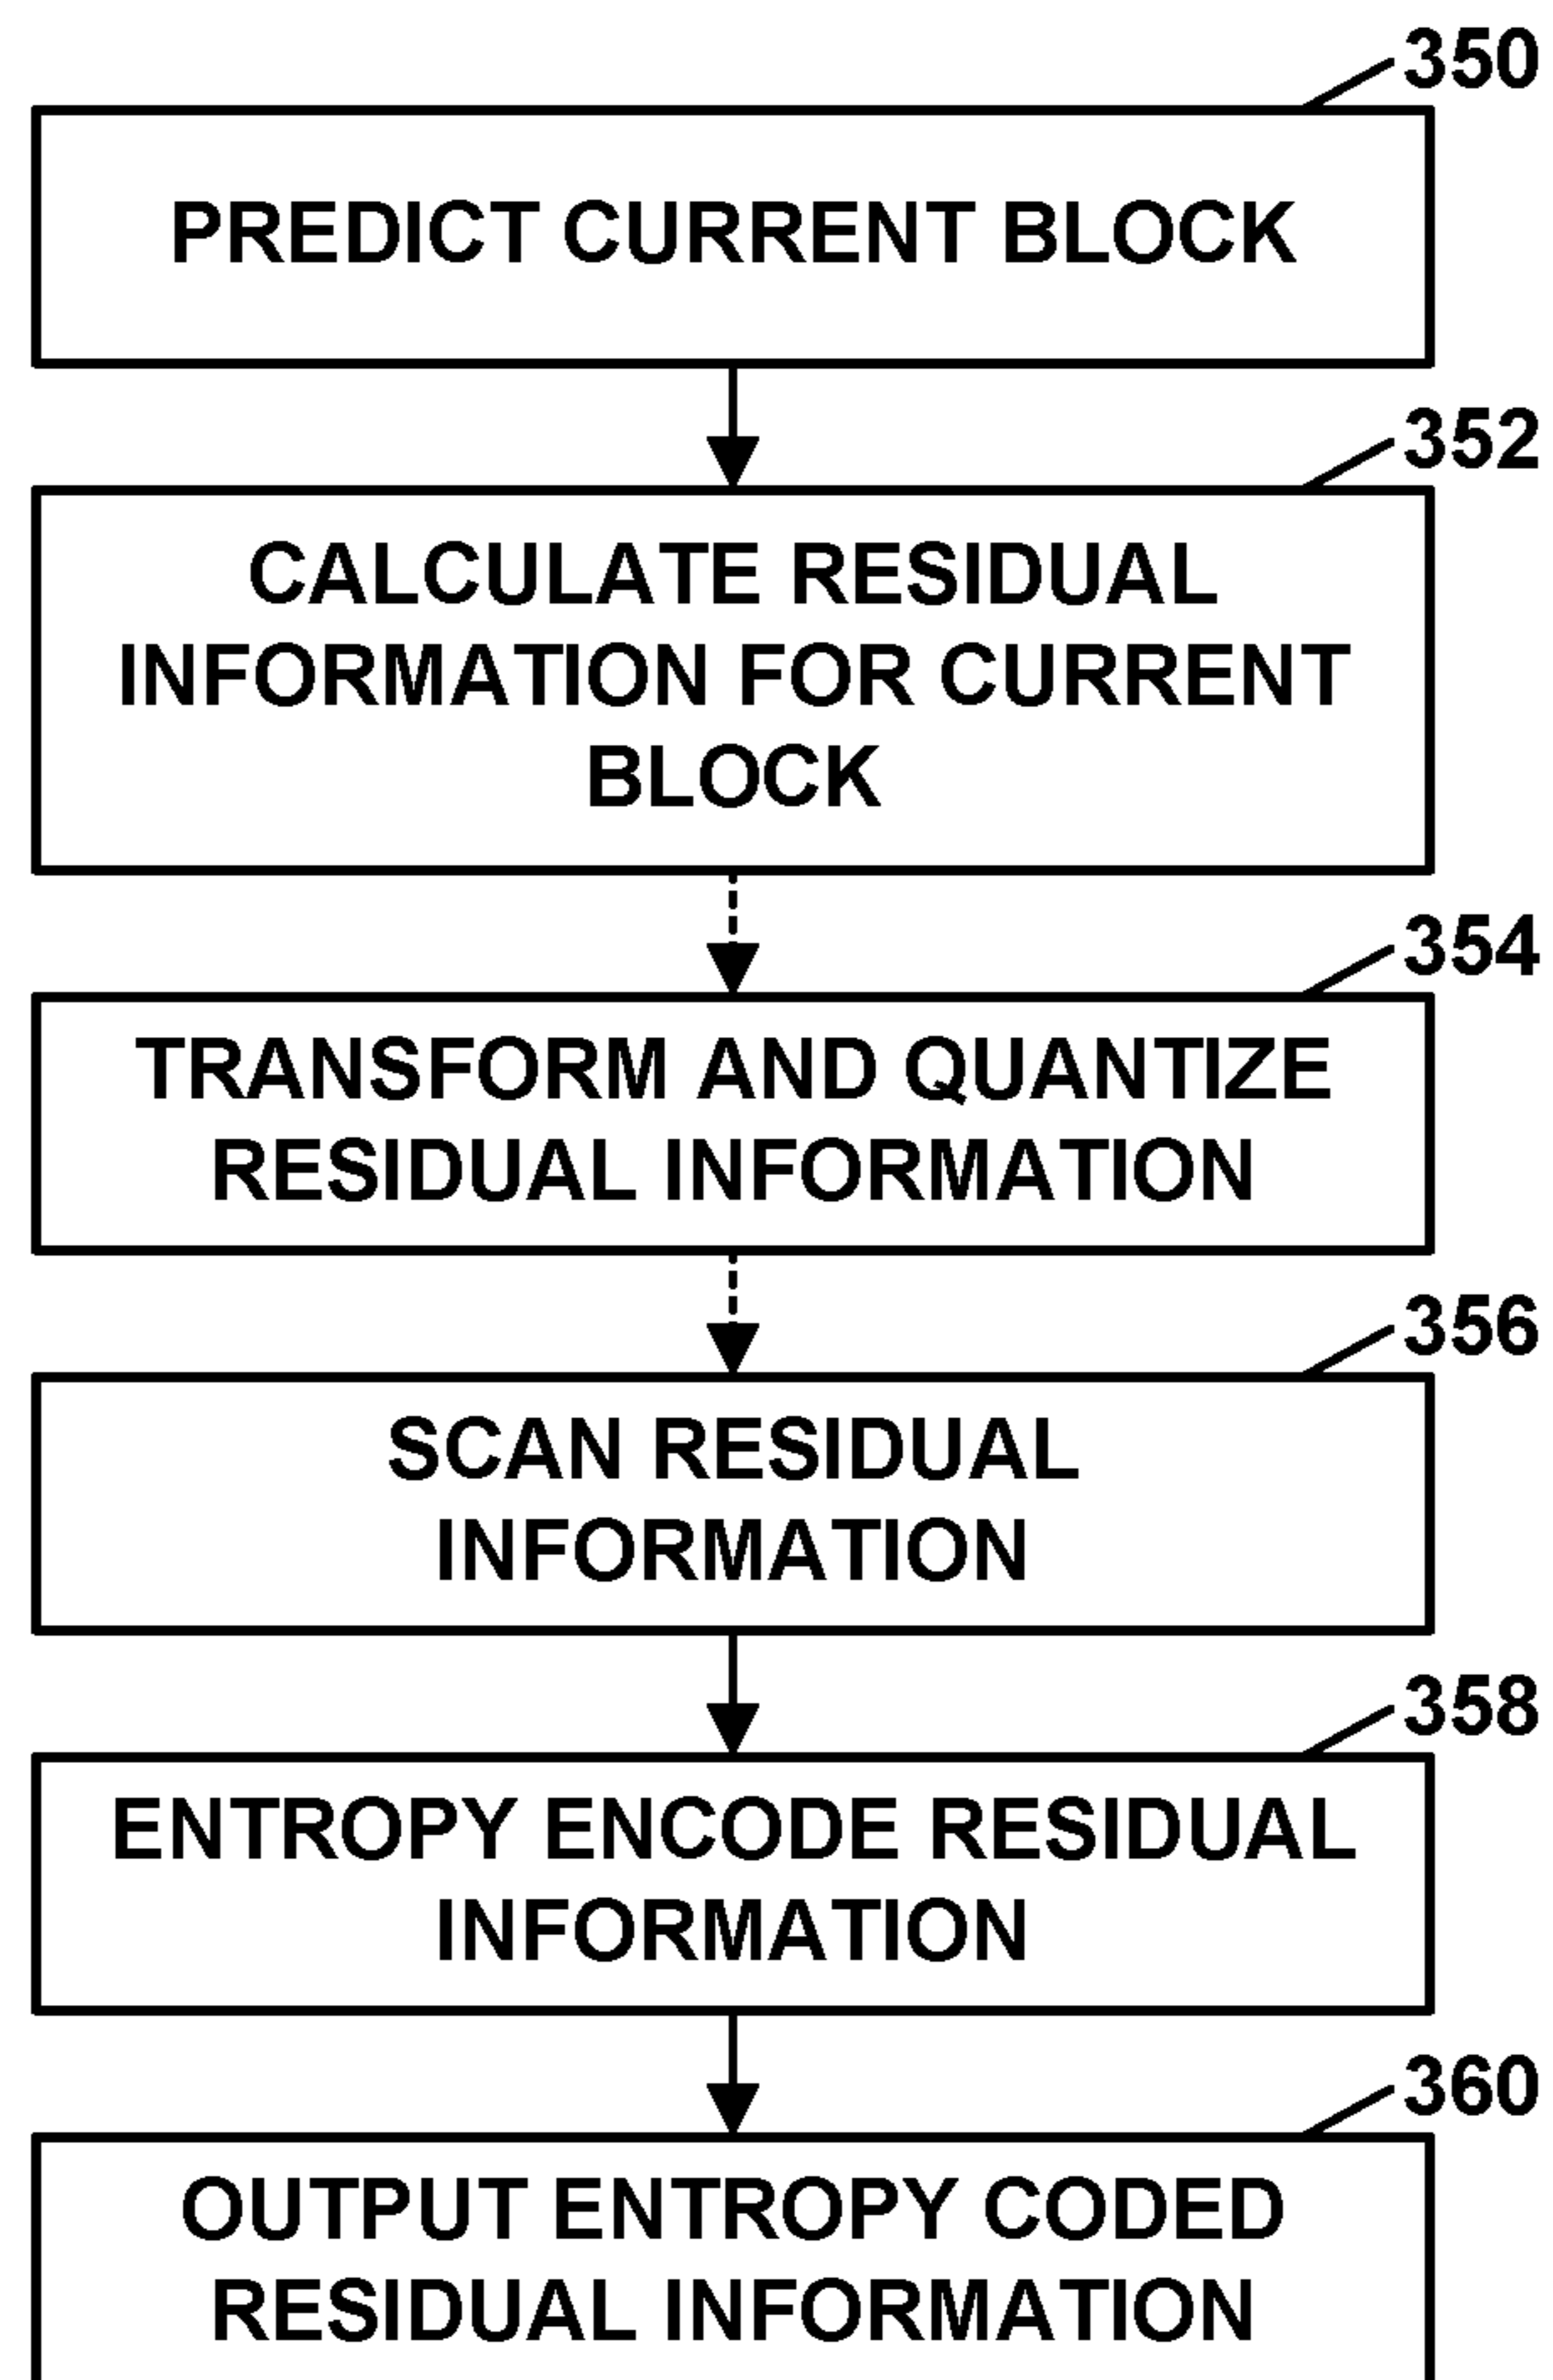 350
PREDICT CURRENT BLOCK
352
CALCULATE RESIDUAL
INFORMATION FOR CURRENT
BLOCK
354
TRANSFORM AND QUANTIZE
RESIDUAL INFORMATION
356
SCAN RESIDUAL
INFORMATION
358
ENTROPY ENCODE RESIDUAL
INFORMATION
360
OUTPUT ENTROPY CODED
RESIDUAL INFORMATION